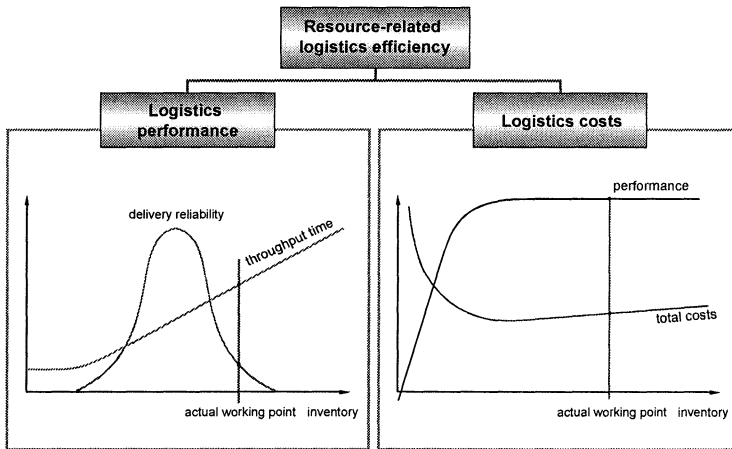 Resource-related
logistics efficiency
Logistics
performance
Logistics costs
delivery reliability
throughput time
actual working point
inventory
performance
total costs
actual working point
inventory